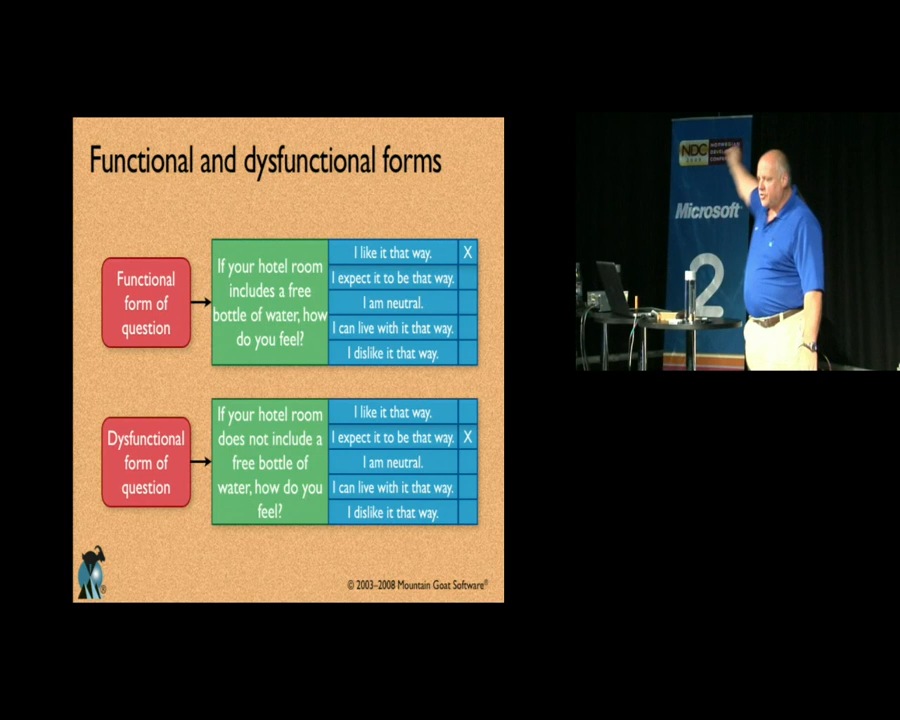 Functional and dysfunctional forms
Functional
form of
question
If your hotel room
includes a free
bottle of water, how
do you feel?
I like it that way.
X
I expect it to be that way.
I am neutral.
I can live with it that way.
I dislike it that way.
Dysfunctional
form of
question
If your hotel room
does not include a
free bottle of
water, how do you
feel?
I like it that way.
I expect it to be that way.
X
I am neutral.
I can live with it that way.
I dislike it that way.
© 2003–2008 Mountain Goat Software®
®
NDC
Microsoft
2